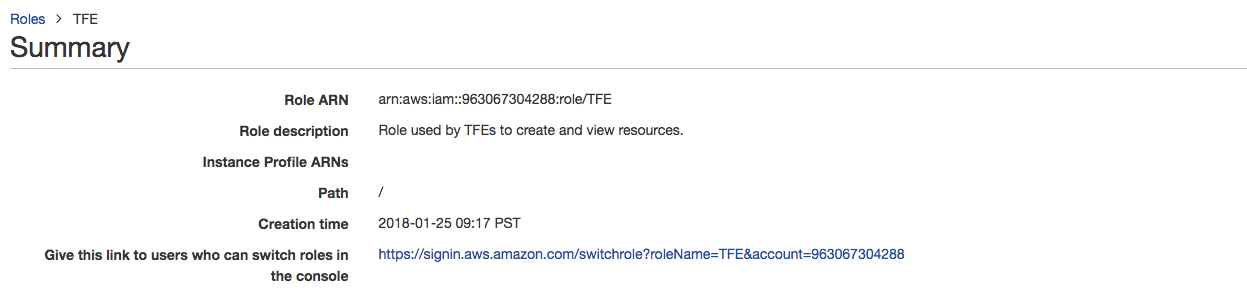 Roles > TFE
Summary
Role ARN arn:aws:iam::963067304288:role/TFE
Role description Role used by TFEs to create and view resources.
Instance Profile ARNs
Path /
Creation time 2018-01-25 09:17 PST
Give this link to users who can switch roles in https://signin.aws.amazon.com/switchrole?roleName=TFE&account=963067304288
the console